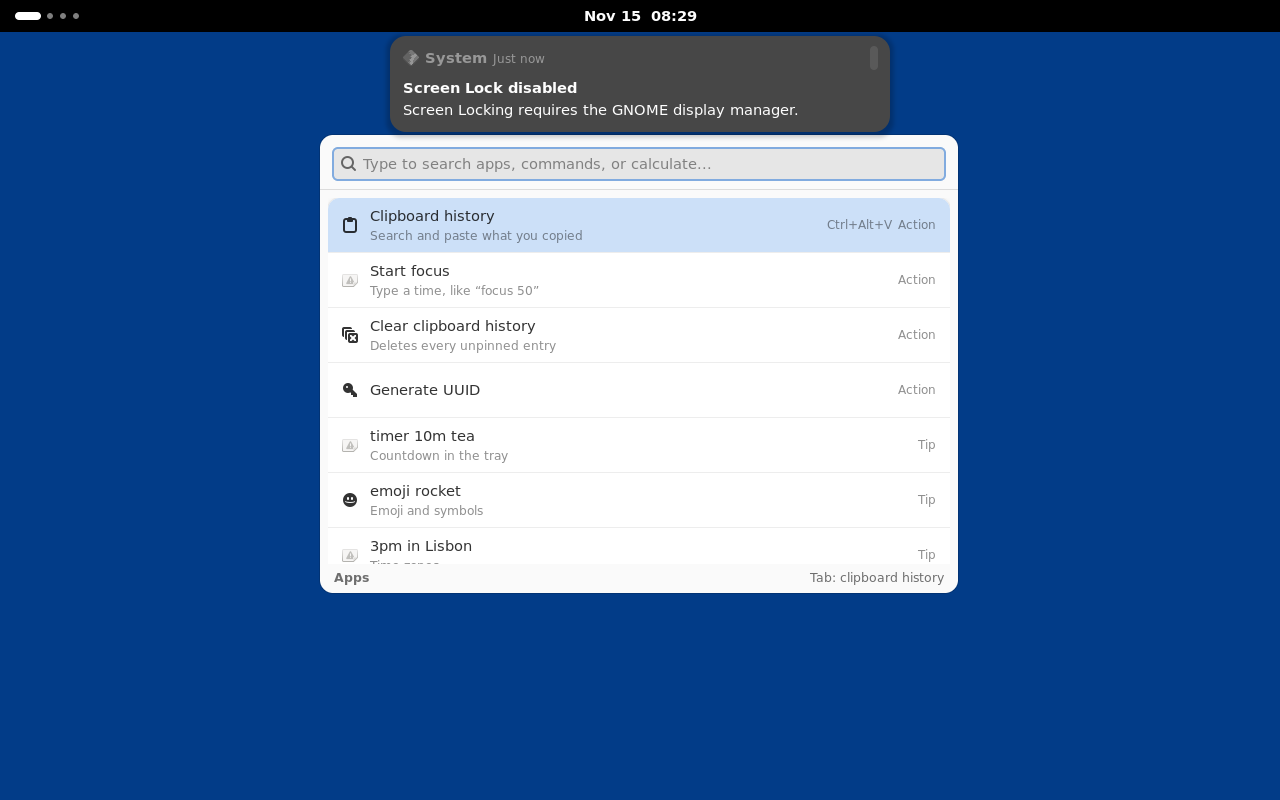 Nov 15  08:29
System Just now
Screen Lock disabled
Screen Locking requires the GNOME display manager.
Type to search apps, commands, or calculate…
Clipboard history
Search and paste what you copied
Ctrl+Alt+V Action
Start focus
Type a time, like “focus 50”
Action
Clear clipboard history
Deletes every unpinned entry
Action
Generate UUID
Action
timer 10m tea
Countdown in the tray
Tip
emoji rocket
Emoji and symbols
Tip
3pm in Lisbon
Tip
Apps
Tab: clipboard history